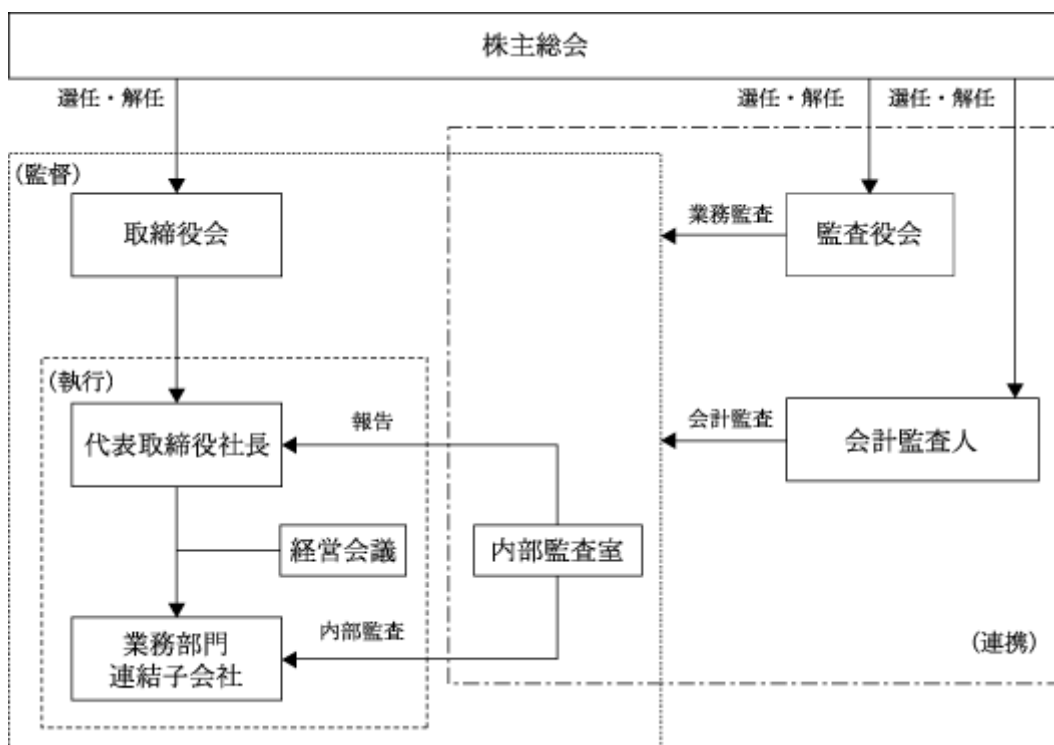 株主総会
選任・解任
選任・解任
選任・解任
(監督)
取締役会
業務監査
監査役会
(執行)
代表取締役社長
報告
会計監査
会計監査人
経営会議
内部監査室
業務部門
連結子会社
内部監査
(連携)